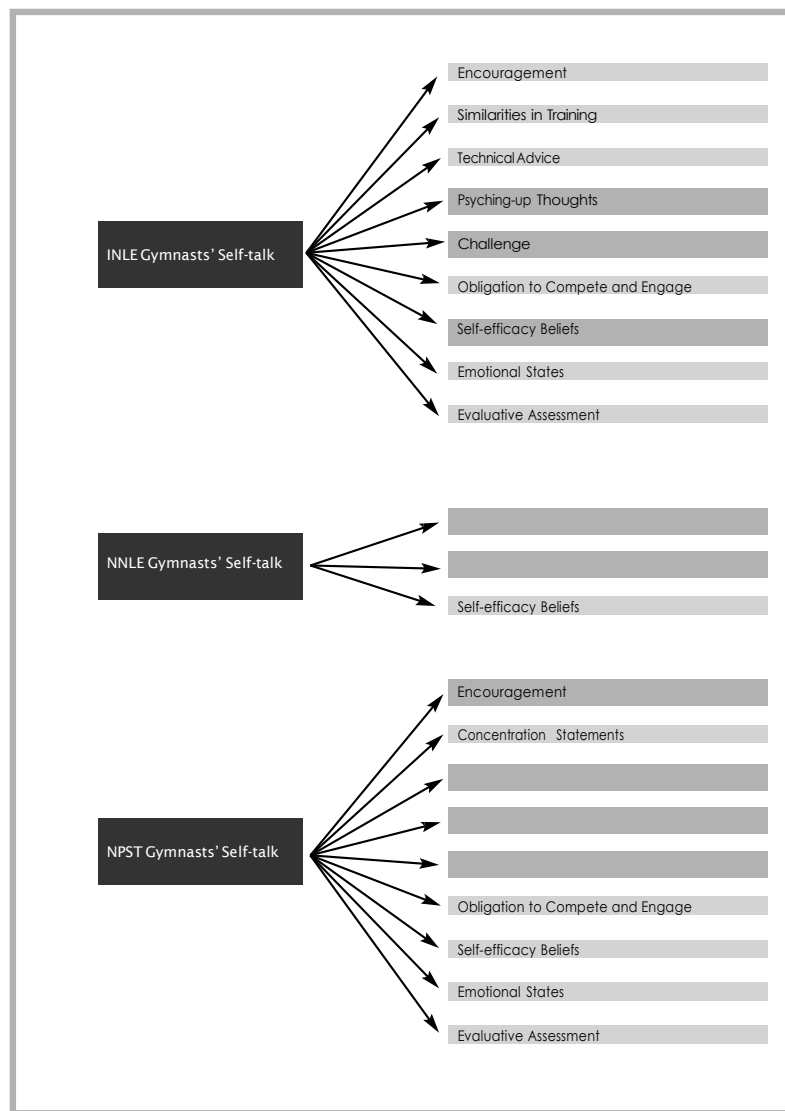 Encouragement
Similarities in Training
Technical Advice
Psyching-up Thoughts
INLE Gymnasts' Self-talk
Challenge
Obligation to Compete and Engage
Self-efficacy Beliefs
Emotional States
Evaluative Assessment
NNLE Gymnasts' Self-talk
Self-efficacy Beliefs
Encouragement
Concentration Statements
NPST Gymnasts' Self-talk
Obligation to Compete and Engage
Self-efficacy Beliefs
Emotional States
Evaluative Assessment